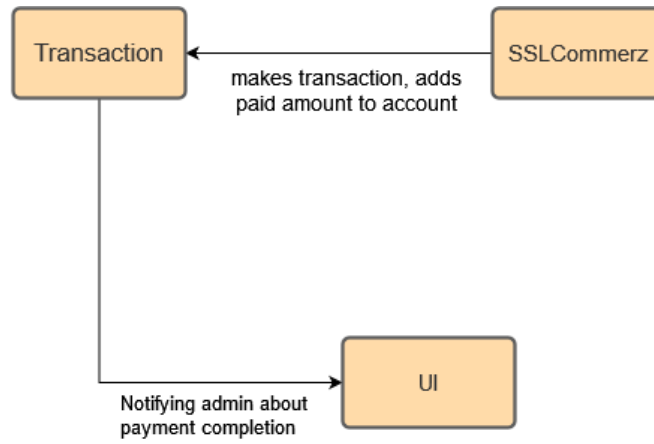 Transaction
SSLCommerz
makes transaction, adds
paid amount to account
UI
Notifying admin about
payment completion